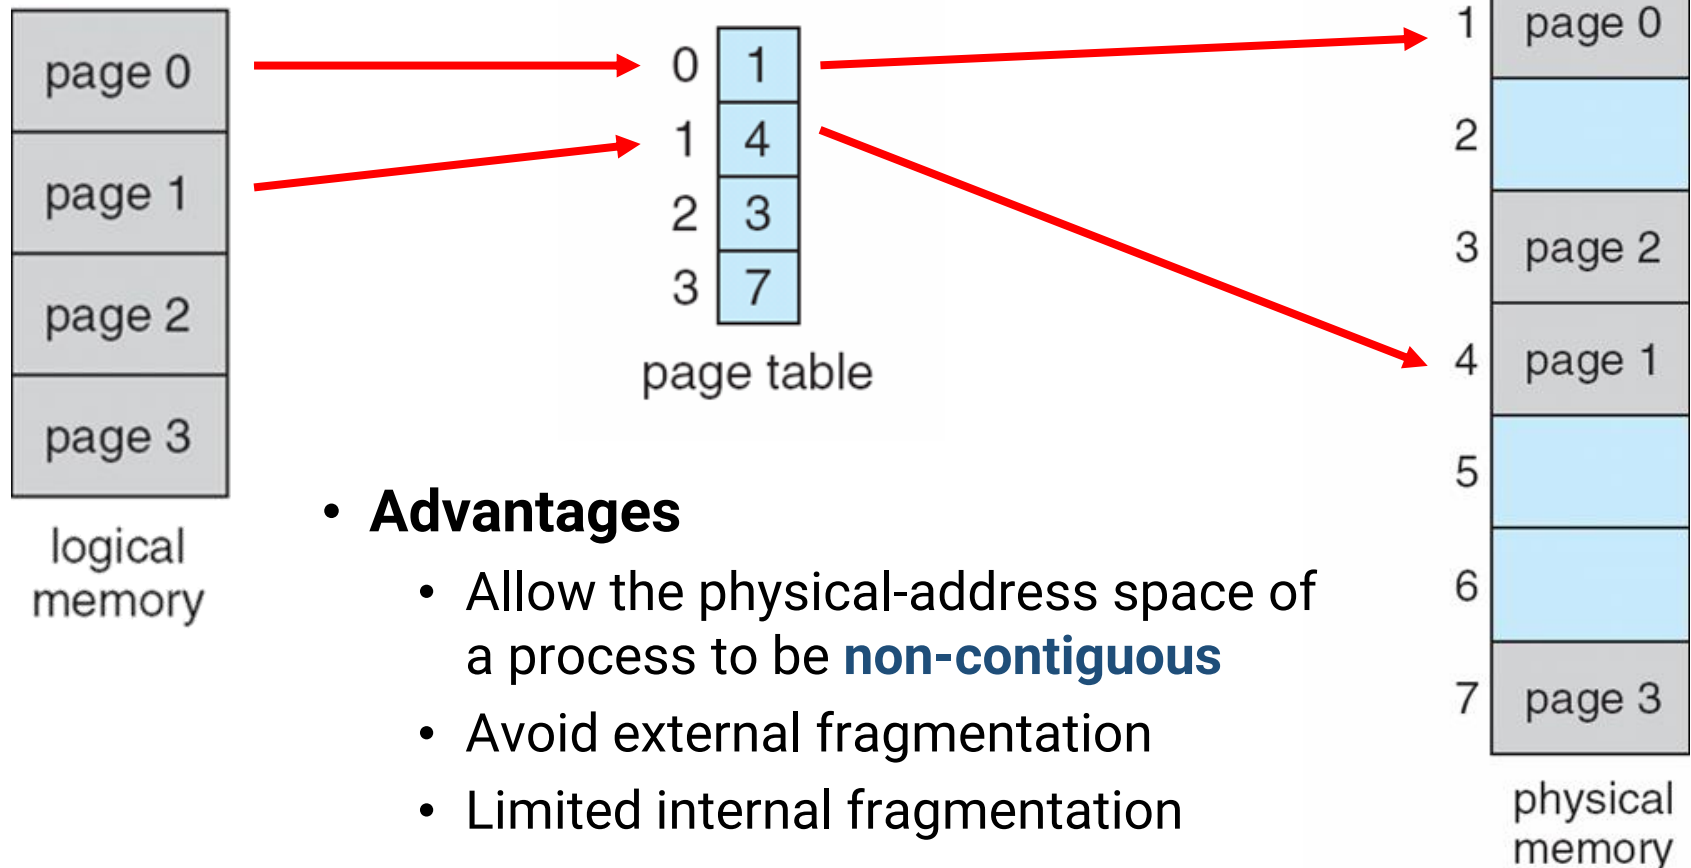 page 0
page 1
page 2
page 3
logical
memory
0 1
1 4
2 3
3 7
page table
1 page 0
2
3 page 2
4 page 1
5
6
7 page 3
physical
memory
• Advantages
• Allow the physical-address space of
a process to be non-contiguous
• Avoid external fragmentation
• Limited internal fragmentation